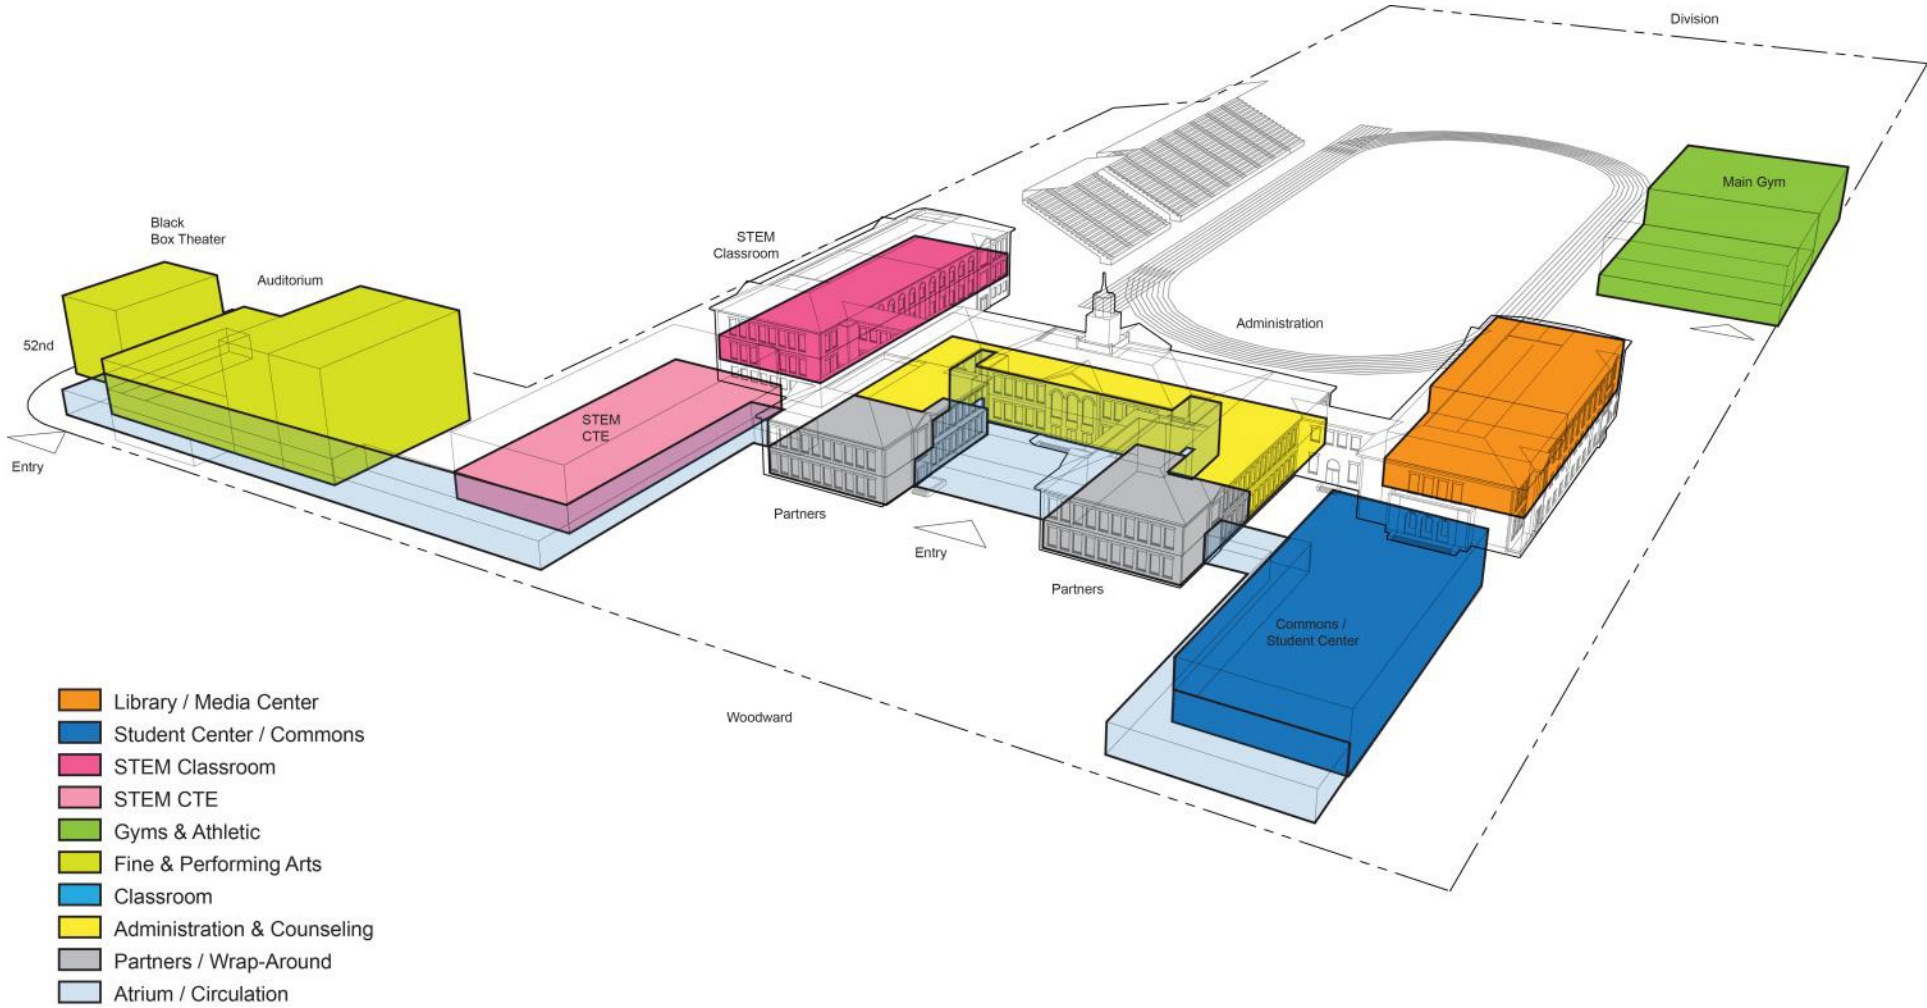 Division
Main Gym
Black
Box Theater
STEM
Classroom
Auditorium
Administration
52nd
STEM
CTE
Entry
Partners
Entry
Partners
Commons /
Student Center
Woodward
Library / Media Center
Student Center / Commons
STEM Classroom
STEM CTE
Gyms & Athletic
Fine & Performing Arts
Classroom
Administration & Counseling
Partners / Wrap-Around
Atrium / Circulation